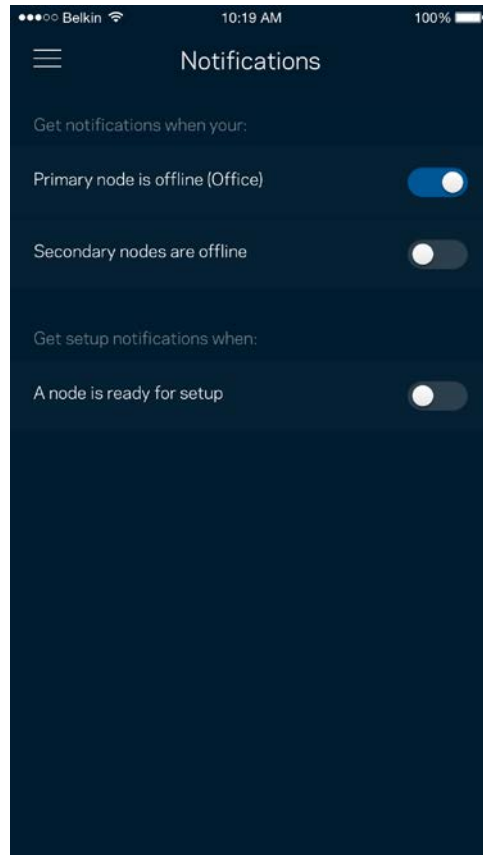 Belkin 10:19 AM 100%
Notifications
Get notifications when your:
Primary node is offline (Office)
Secondary nodes are offline
Get setup notifications when:
A node is ready for setup